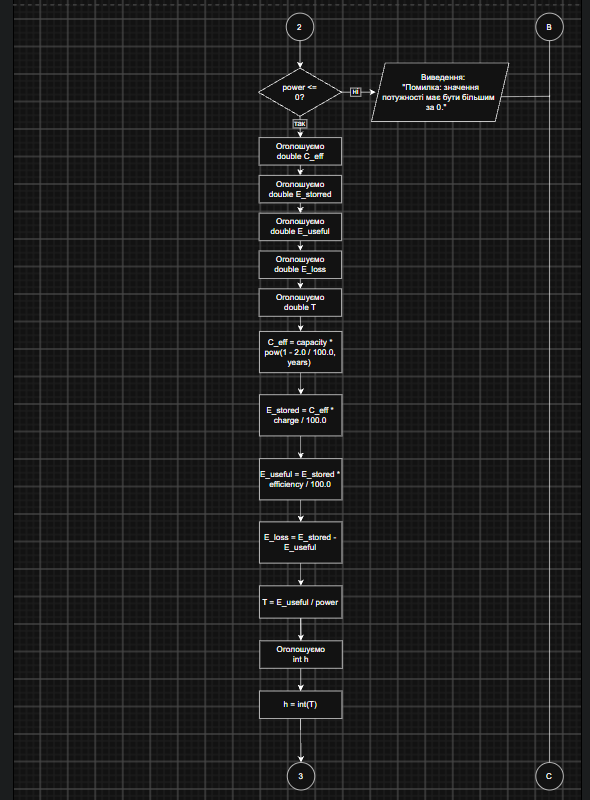 2
B
power <=
0?
ні
Виведення:
"Помилка: значення
потужності має бути більшим
за 0."
так
Оголошуємо
double C_eff
Оголошуємо
double E_storred
Оголошуємо
double E_useful
Оголошуємо
double E_loss
Оголошуємо
double T
C_eff = capacity *
pow(1 - 2.0 / 100.0,
years)
E_stored = C_eff *
charge / 100.0
E_useful = E_stored *
efficiency / 100.0
E_loss = E_stored -
E_useful
T = E_useful / power
Оголошуємо
int h
h = int(T)
3
C